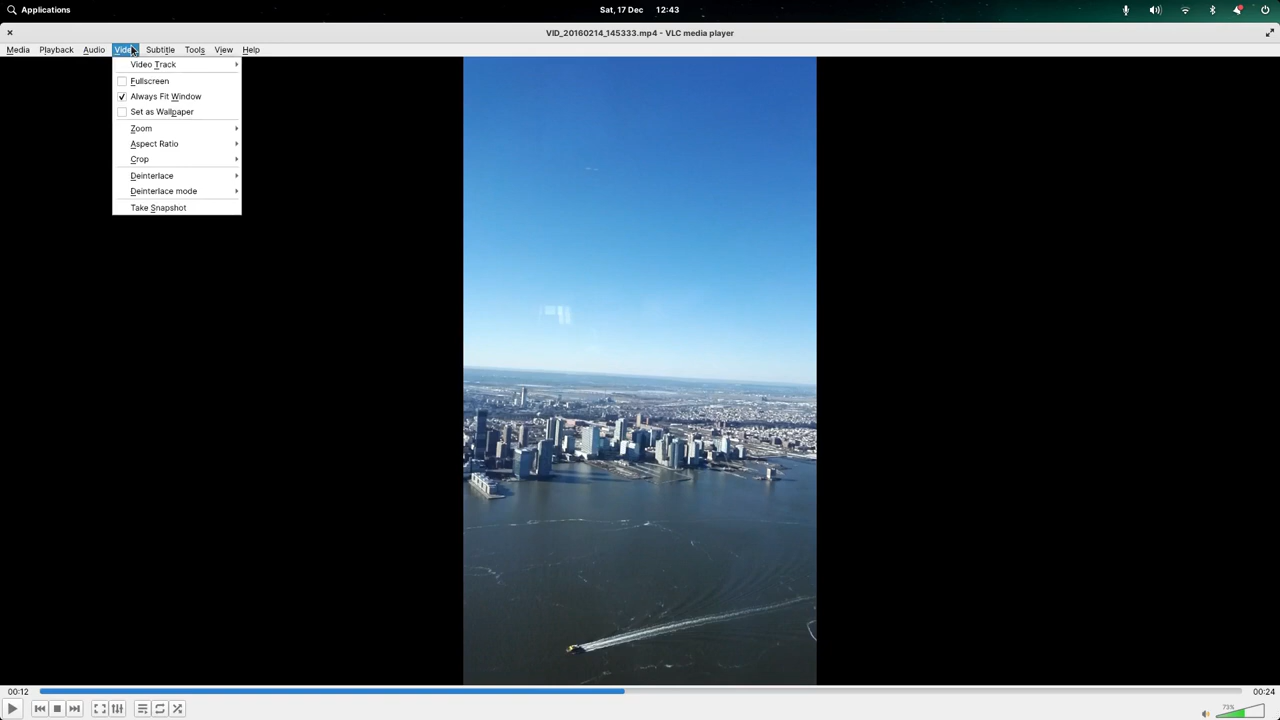 Applications
Sat, 17 Dec 12:43
VID_20160214_145333.mp4 - VLC media player
Media Playback Audio Video Subtitle Tools View Help
Video Track
Fullscreen
Always Fit Window
Set as Wallpaper
Zoom
Aspect Ratio
Crop
Deinterlace
Deinterlace mode
Take Snapshot
00:12
00:24
73%